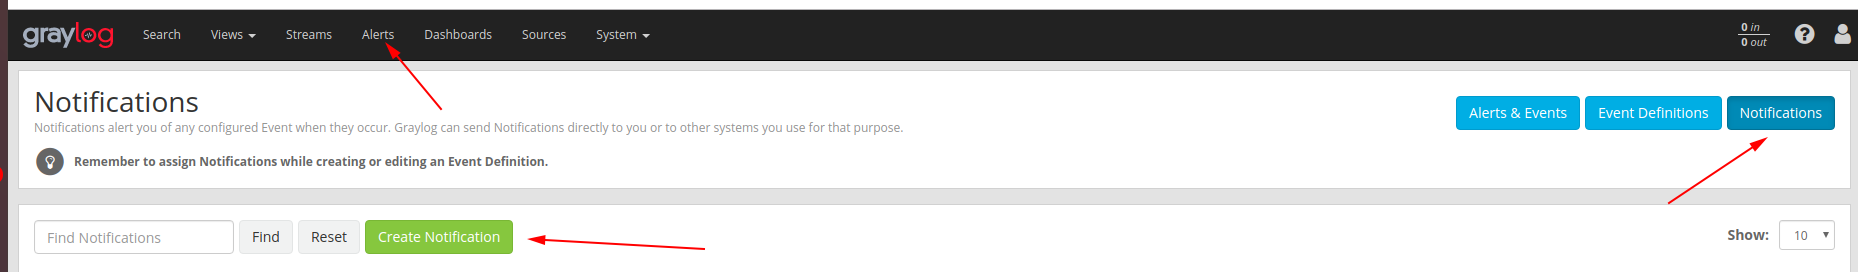 graylog Search Views Streams Alerts Dashboards Sources System 0 in
0 out
Notifications
Alerts & Events Event Definitions Notifications
Notifications alert you of any configured Event when they occur. Graylog can send Notifications directly to you or to other systems you use for that purpose.
Remember to assign Notifications while creating or editing an Event Definition.
Find Notifications Find Reset Create Notification Show: 10